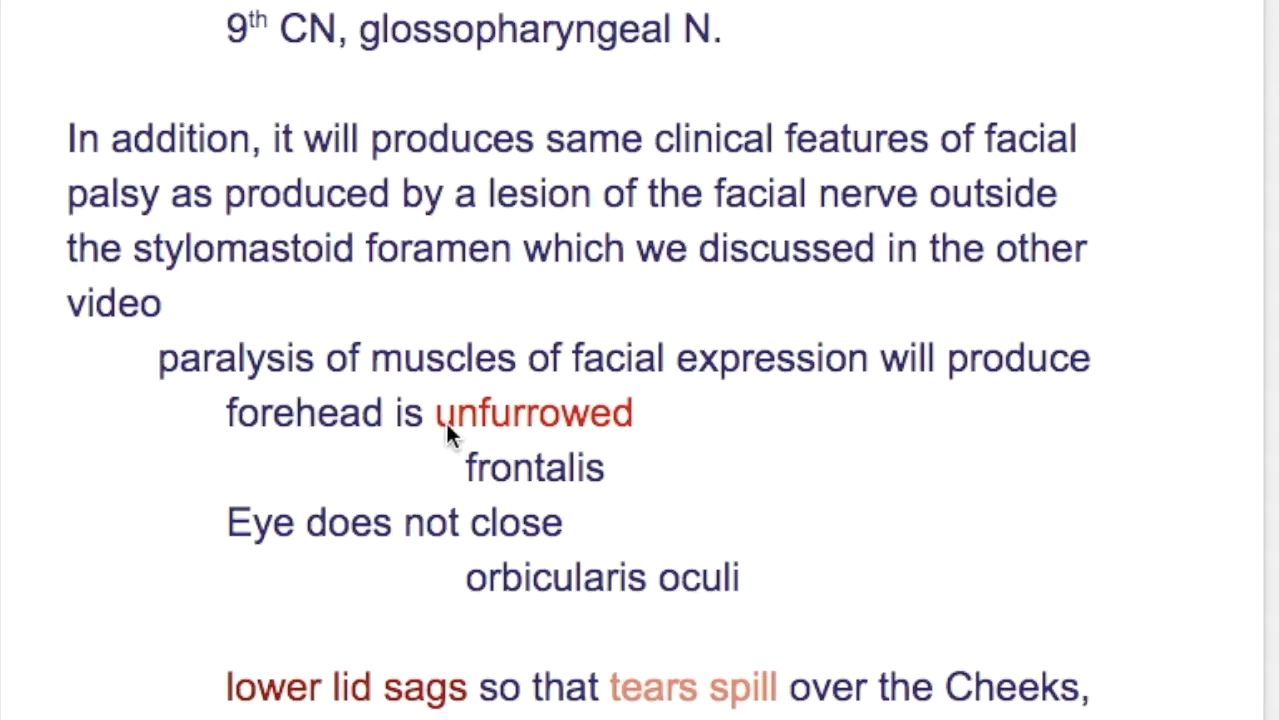 9th CN, glossopharyngeal N.
In addition, it will produces same clinical features of facial
palsy as produced by a lesion of the facial nerve outside
the stylomastoid foramen which we discussed in the other
video
paralysis of muscles of facial expression will produce
forehead is unfurrowed
frontalis
Eye does not close
orbicularis oculi
lower lid sags so that tears spill over the Cheeks,